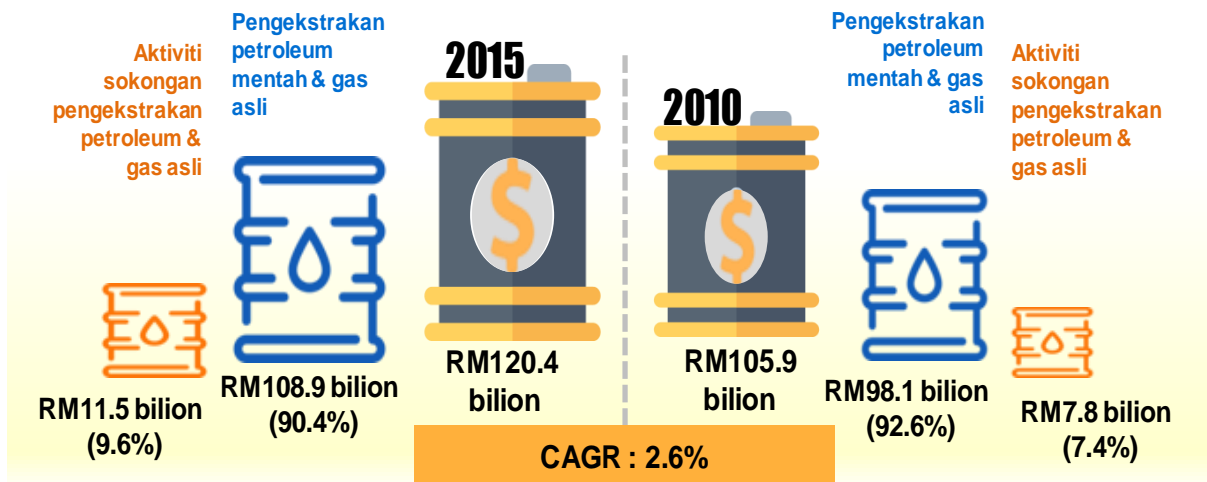 Aktiviti
sokongan
pengekstrakan
petroleum &
gas asli
RM11.5 bilion
(9.6%)
Pengekstrakan
petroleum
mentah & gas
asli
RM108.9 bilion
(90.4%)
2015
$
RM120.4
bilion
2010
$
RM105.9
bilion
Pengekstrakan
petroleum
mentah & gas
asli
RM98.1 bilion
(92.6%)
Aktiviti
sokongan
pengekstrakan
petroleum &
gas asli
RM7.8 bilion
(7.4%)
CAGR : 2.6%